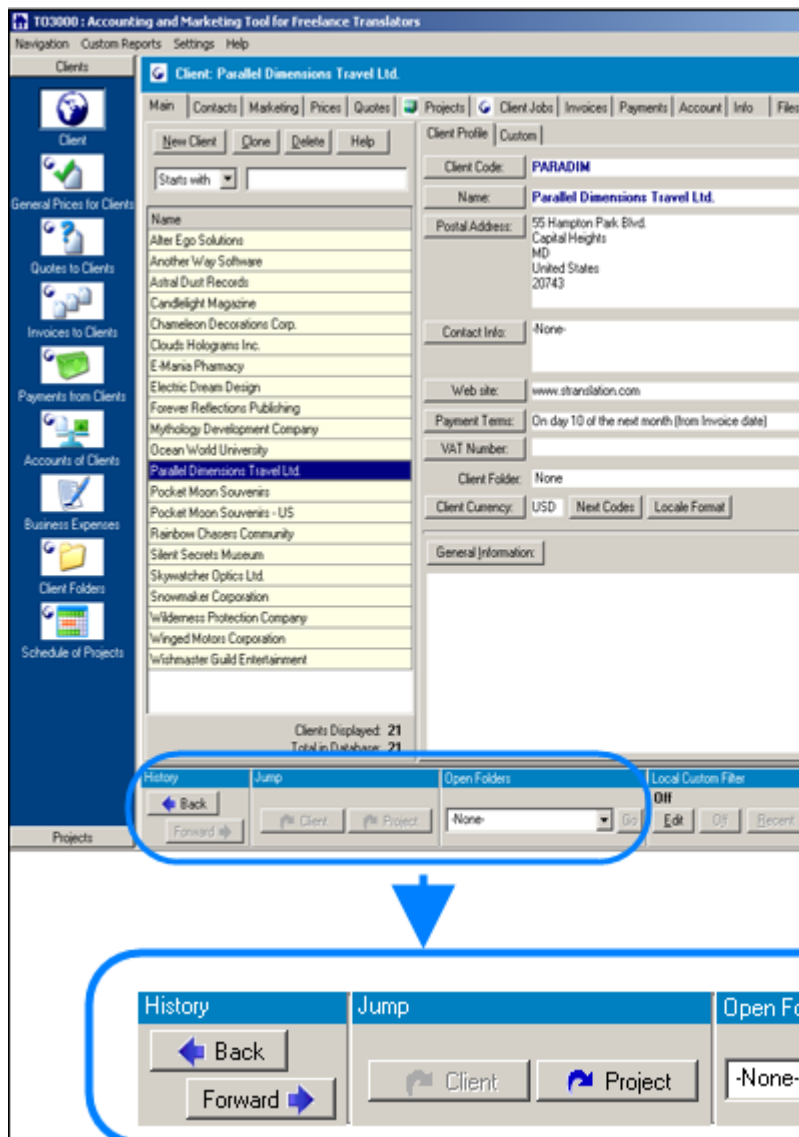 TO3000 : Accounting and Marketing Tool for Freelance Translators
Navigation Custom Reports Settings Help
Clients
Client
General Prices for Clients
Quotes to Clients
Invoices to Clients
Payments from Clients
Accounts of Clients
Business Expenses
Client Folders
Schedule of Projects
Projects
Client: Parallel Dimensions Travel Ltd.
Main Contacts Marketing Prices Quotes Projects Client Jobs Invoices Payments Account Info Files
New Client Clone Delete Help
Starts with
Name
Alter Ego Solutions
Another Way Software
Astral Dust Records
Candlelight Magazine
Chameleon Decorations Corp.
Clouds Holograms Inc.
E-Mania Pharmacy
Electric Dream Design
Forever Reflections Publishing
Mythology Development Company
Ocean World University
Parallel Dimensions Travel Ltd.
Pocket Moon Souvenirs
Pocket Moon Souvenirs - US
Rainbow Chasers Community
Silent Secrets Museum
Skywatcher Optics Ltd.
Snowmaker Corporation
Wilderness Protection Company
Winged Motors Corporation
Wishmaster Guild Entertainment
Clients Displayed: 21
Total in Database: 21
Client Profile Custom
Client Code: PARADIM
Name: Parallel Dimensions Travel Ltd.
Postal Address: 55 Hampton Park Blvd.
Capital Heights
MD
United States
20743
Contact Info: -None-
Web site: www.stranslation.com
Payment Terms: On day 10 of the next month (from Invoice date)
VAT Number:
Client Folder: None
Client Currency: USD Next Codes Locale Format
General Information:
History Jump Open Folders Local Custom Filter
Off
Back
Forward Client Project -None- Go Edit Off Recent
History Jump Open Fo
Back
Forward Client Project -None-